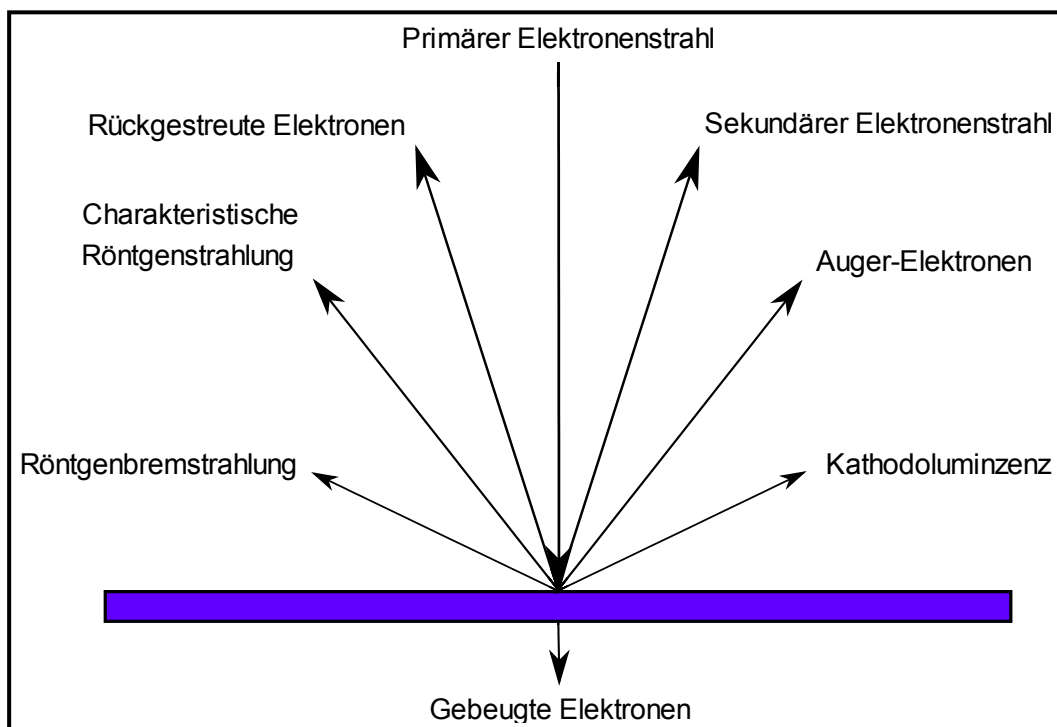 Primärer Elektronenstrahl
Rückgestreute Elektronen
Sekundärer Elektronenstrahl
Charakteristische
Röntgenstrahlung
Auger-Elektronen
Röntgenbremstrahlung
Kathodoluminzenz
Gebeugte Elektronen